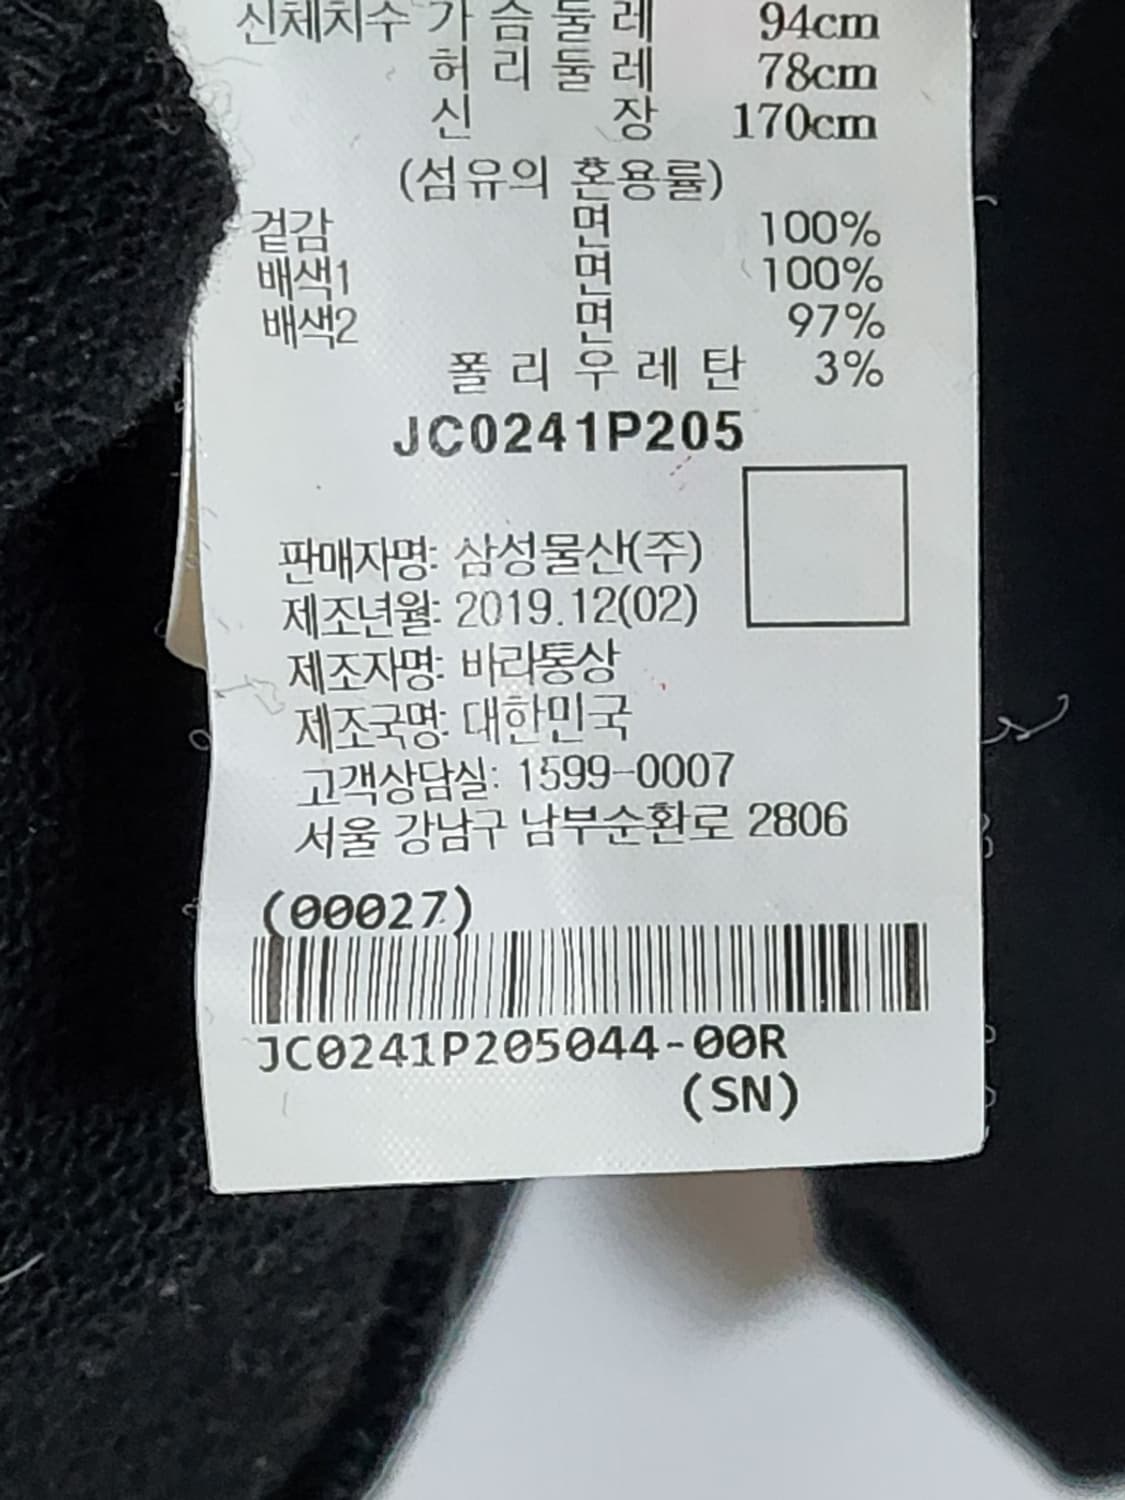 신체치수 가 슴 둘 레 94cm
허 리 둘 레 78cm
신 장 170cm
(섬유의 혼용률)
겉감 면 100%
배색1 면 100%
배색2 면 97%
폴 리 우 레 탄 3%
JC0241P205
판매자명: 삼성물산(주)
제조년월: 2019.12(02)
제조자명: 바라통상
제조국명: 대한민국
고객상담실: 1599-0007
서울 강남구 남부순환로 2806
(00027)
JC0241P205044-00R
(SN)